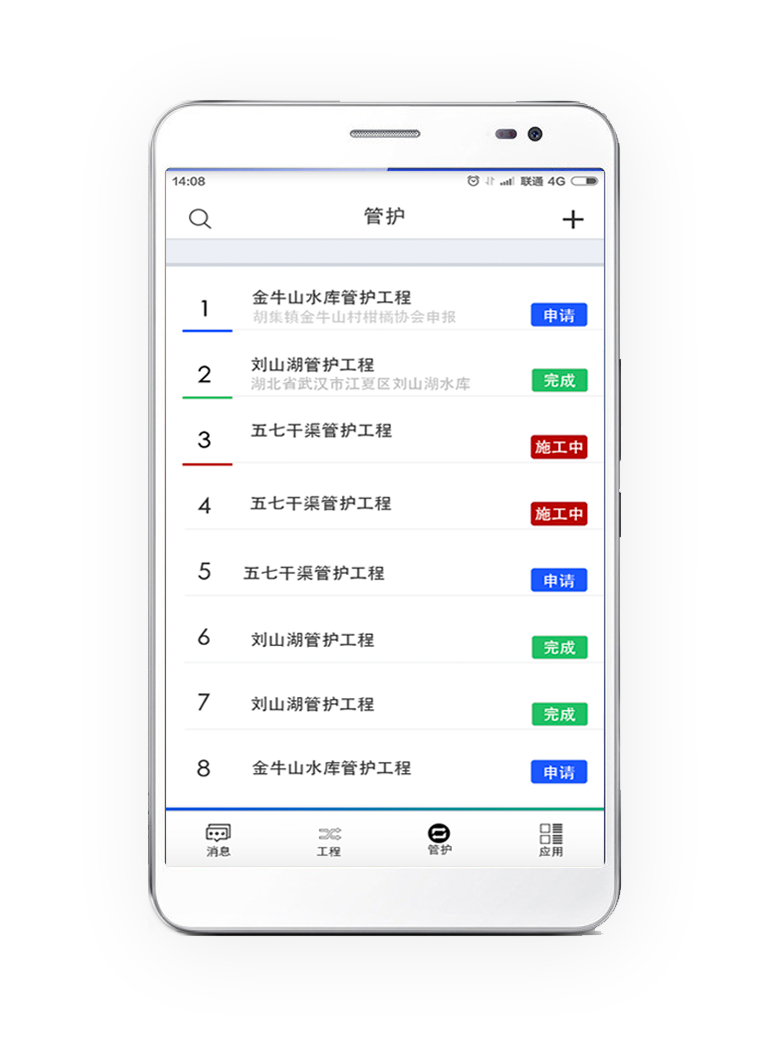 14:08 联通 4G
管护
1 金牛山水库管护工程
胡集镇金牛山村柑橘协会申报 申请
2 刘山湖管护工程
湖北省武汉市江夏区刘山湖水库 完成
3 五七干渠管护工程 施工中
4 五七干渠管护工程 施工中
5 五七干渠管护工程 申请
6 刘山湖管护工程 完成
7 刘山湖管护工程 完成
8 金牛山水库管护工程 申请
消息 工程 管护 应用